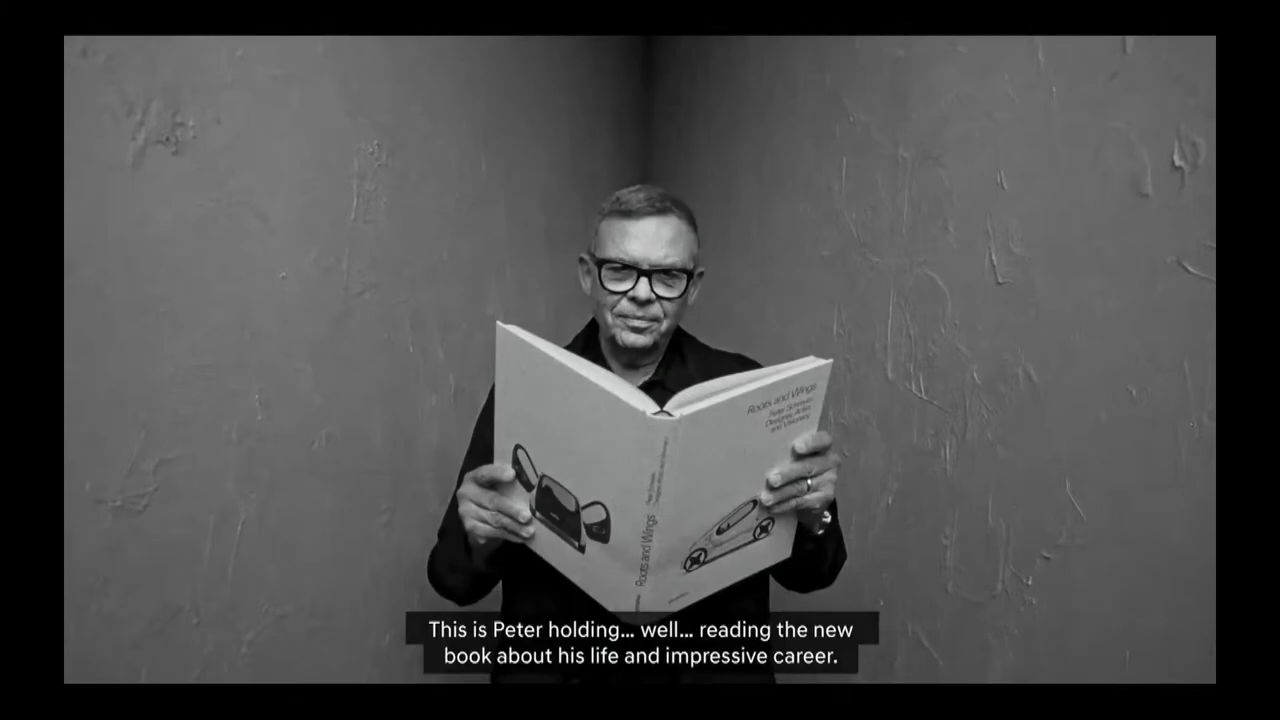 Roots and Wings
Peter Schreyer
Designer, Artist,
and Visionary
Roots and Wings
This is Peter holding... well... reading the new
book about his life and impressive career.